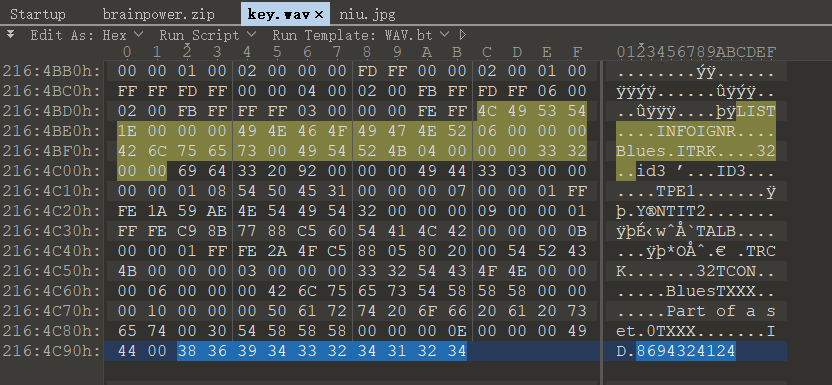 Startup brainpower.zip key.wav × niu.jpg
Edit As: Hex Run Script Run Template: WAV.bt
0 1 2 3 4 5 6 7 8 9 A B C D E F 0123456789ABCDEF
216:4BB0h: 00 00 01 00 02 00 00 00 FD FF 00 00 02 00 01 00 ........ýÿ......
216:4BC0h: FF FF FD FF 00 00 04 00 02 00 FB FF FD FF 06 00 ÿÿýÿ......ûÿýÿ..
216:4BD0h: 02 00 FB FF FF FF 03 00 00 00 FE FF 4C 49 53 54 ..ûÿÿÿ....þÿLIST
216:4BE0h: 1E 00 00 00 49 4E 46 4F 49 47 4E 52 06 00 00 00 ....INFOIGNR....
216:4BF0h: 42 6C 75 65 73 00 49 54 52 4B 04 00 00 00 33 32 Blues.ITRK....32
216:4C00h: 00 00 69 64 33 20 92 00 00 00 49 44 33 03 00 00 ..id3 ’...ID3...
216:4C10h: 00 00 01 08 54 50 45 31 00 00 00 07 00 00 01 FF ....TPE1.......ÿ
216:4C20h: FE 1A 59 AE 4E 54 49 54 32 00 00 00 09 00 00 01 þ.Y®NTIT2.......
216:4C30h: FF FE C9 8B 77 88 C5 60 54 41 4C 42 00 00 00 0B ÿþÉ‹wˆÅ`TALB....
216:4C40h: 00 00 01 FF FE 2A 4F C5 88 05 80 20 00 54 52 43 ...ÿþ*OÅˆ.€ .TRC
216:4C50h: 4B 00 00 00 03 00 00 00 33 32 54 43 4F 4E 00 00 K.......32TCON..
216:4C60h: 00 06 00 00 00 42 6C 75 65 73 54 58 58 58 00 00 .....BluesTXXX..
216:4C70h: 00 10 00 00 00 50 61 72 74 20 6F 66 20 61 20 73 .....Part of a s
216:4C80h: 65 74 00 30 54 58 58 58 00 00 00 0E 00 00 00 49 et.0TXXX.......I
216:4C90h: 44 00 38 36 39 34 33 32 34 31 32 34 D.8694324124